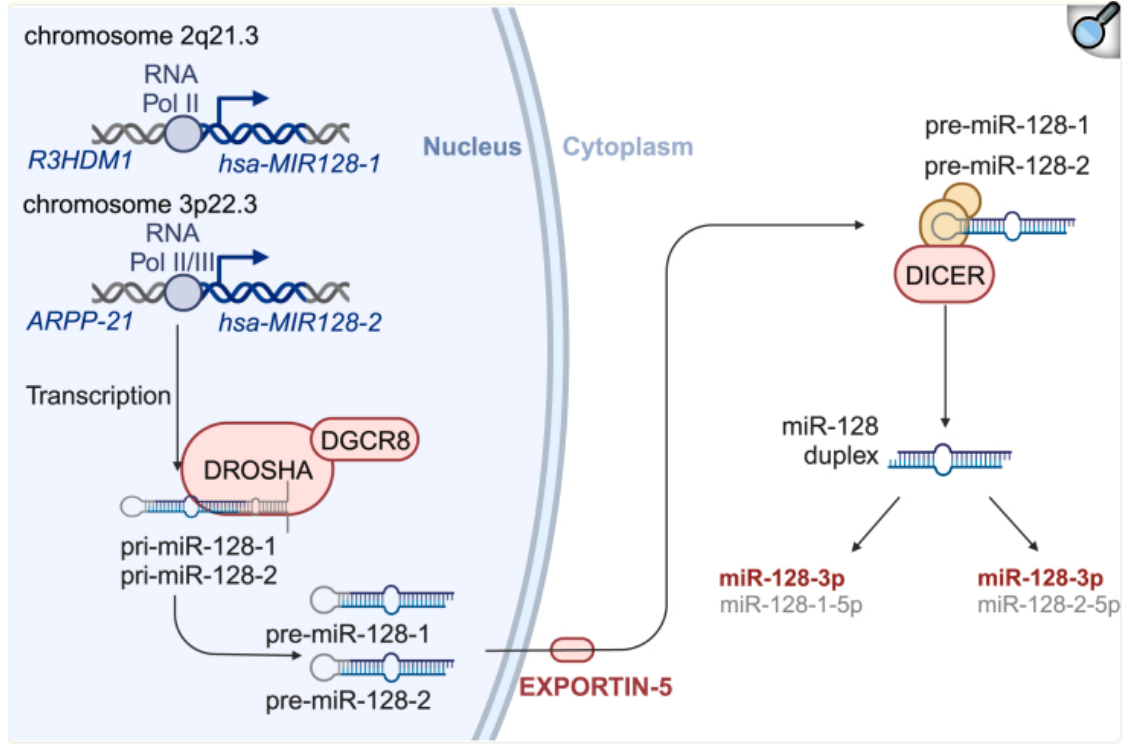 chromosome 2q21.3
RNA
Pol II
R3HDM1
hsa-MIR128-1
chromosome 3p22.3
RNA
Pol II/III
ARPP-21
hsa-MIR128-2
Transcription
DROSHA
DGCR8
pri-miR-128-1
pri-miR-128-2
pre-miR-128-1
pre-miR-128-2
Nucleus
Cytoplasm
EXPORTIN-5
pre-miR-128-1
pre-miR-128-2
DICER
miR-128
duplex
miR-128-3p
miR-128-1-5p
miR-128-3p
miR-128-2-5p